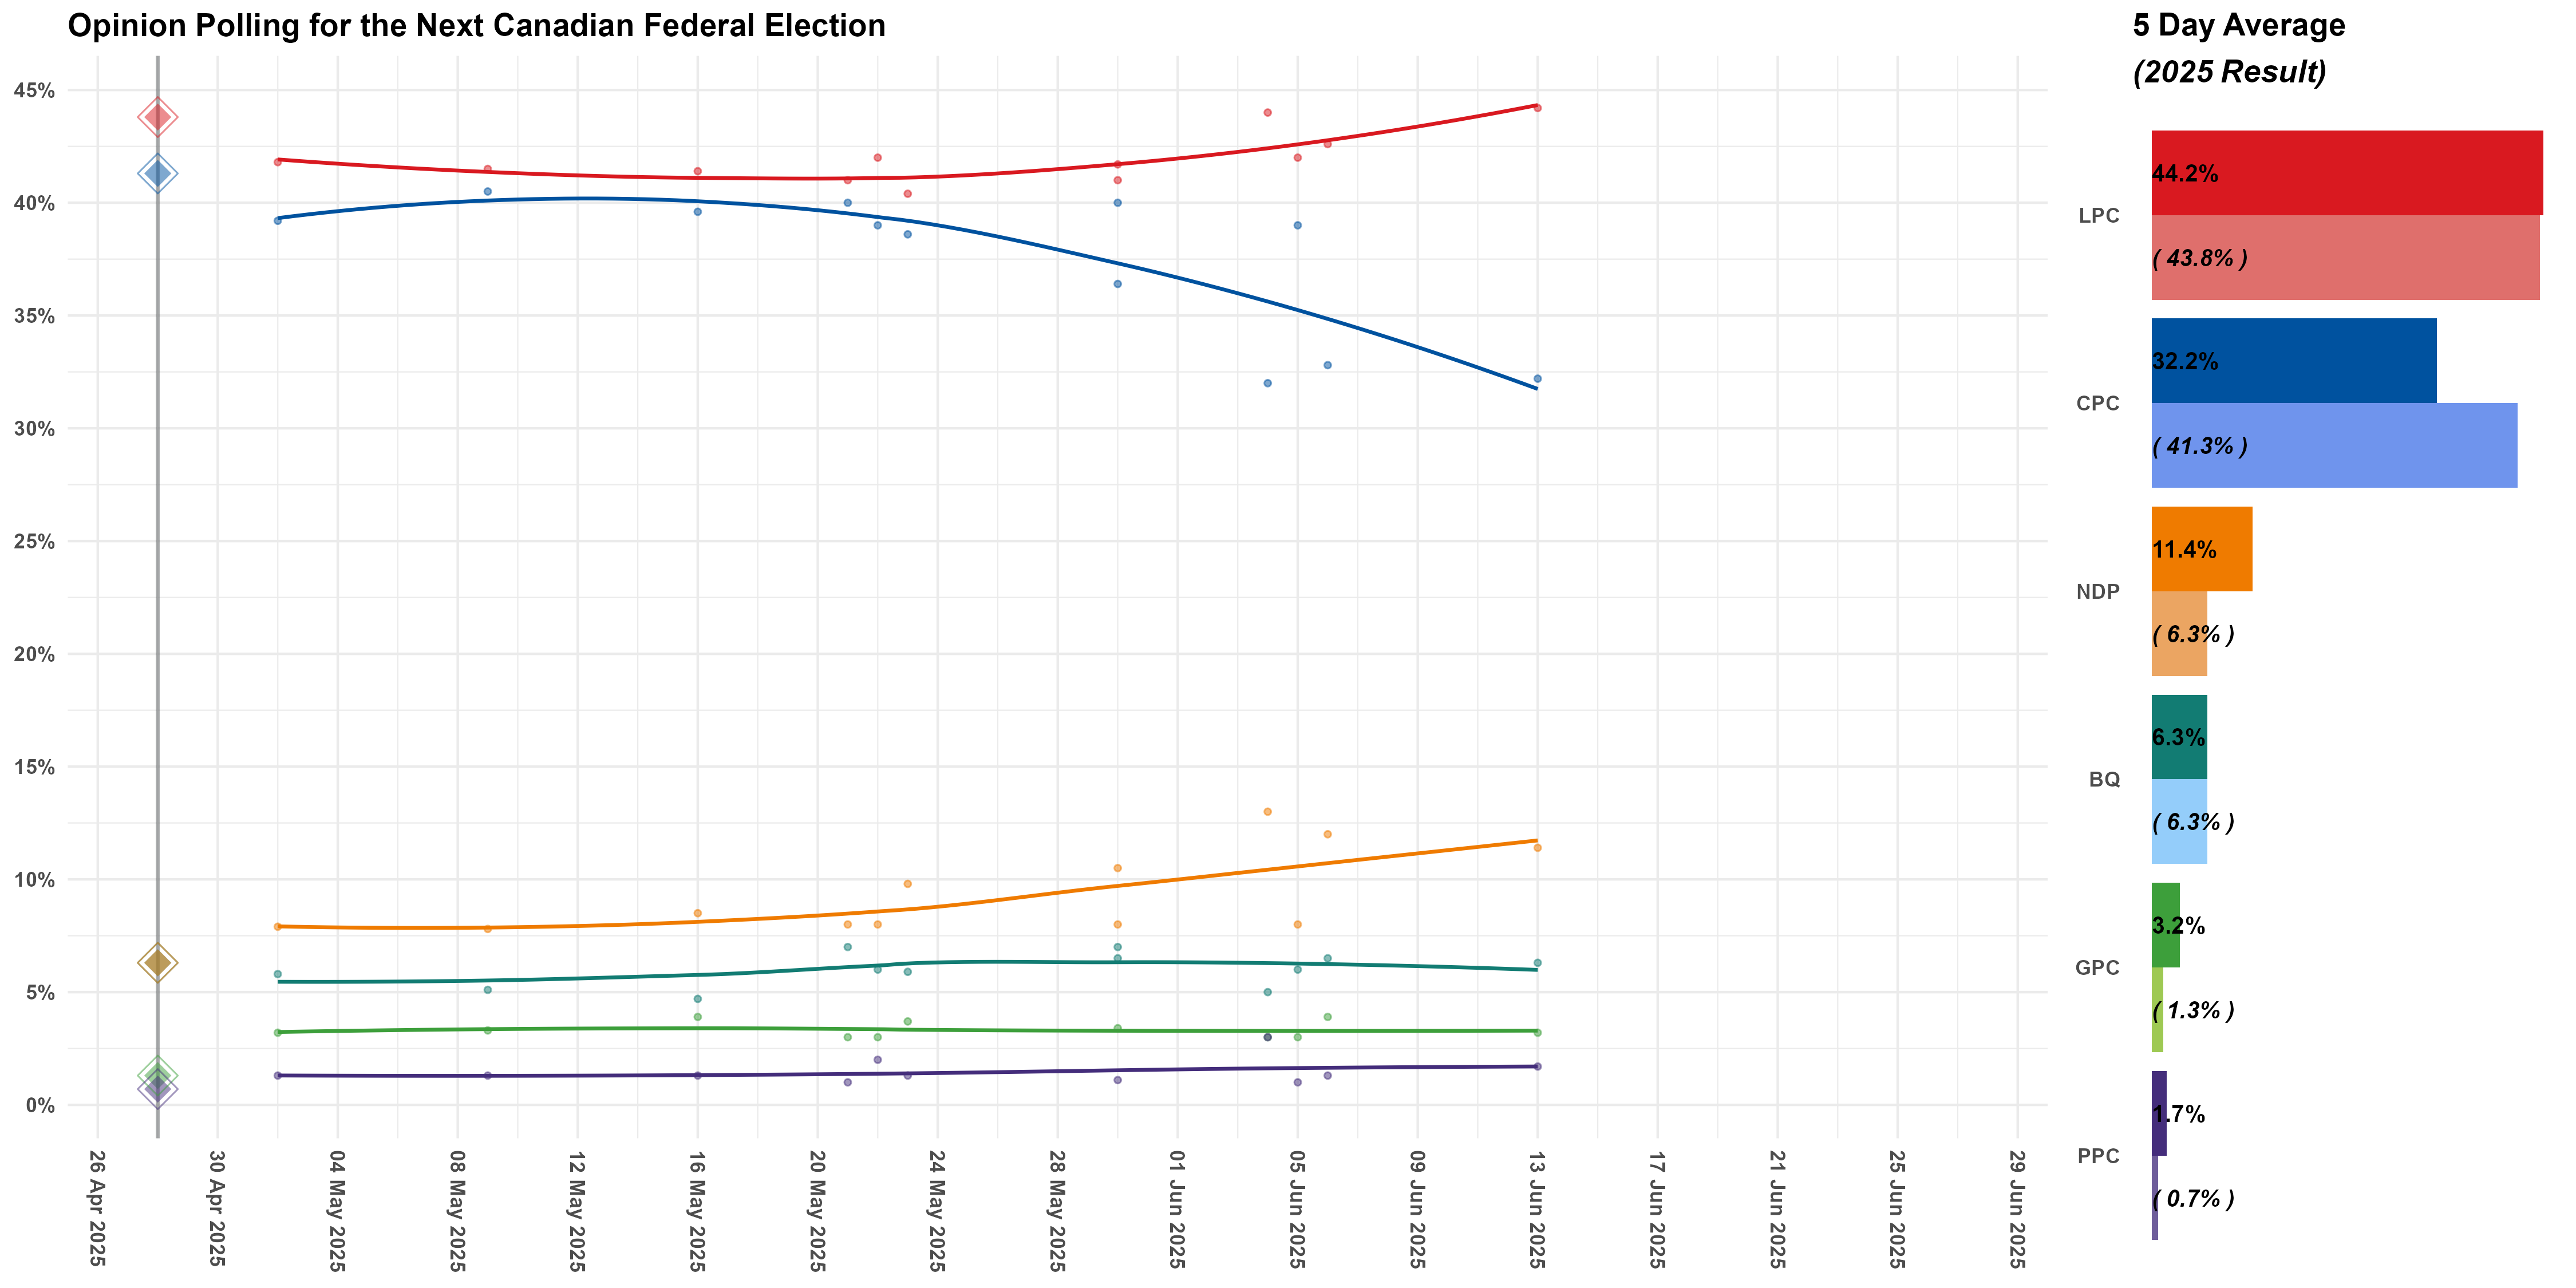 Opinion Polling for the Next Canadian Federal Election
45%
40%
35%
30%
25%
20%
15%
10%
5%
0%
26 Apr 2025
30 Apr 2025
04 May 2025
08 May 2025
12 May 2025
16 May 2025
20 May 2025
24 May 2025
28 May 2025
01 Jun 2025
05 Jun 2025
09 Jun 2025
13 Jun 2025
17 Jun 2025
21 Jun 2025
25 Jun 2025
29 Jun 2025
5 Day Average
(2025 Result)
LPC
44.2%
( 43.8% )
CPC
32.2%
( 41.3% )
NDP
11.4%
( 6.3% )
BQ
6.3%
( 6.3% )
GPC
3.2%
( 1.3% )
PPC
1.7%
( 0.7% )